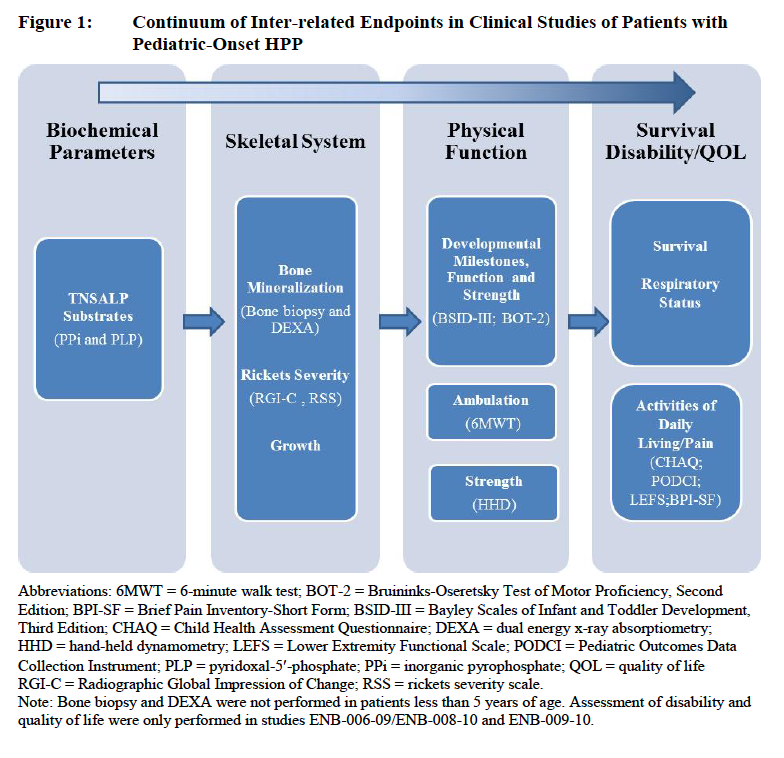 Figure 1: Continuum of Inter-related Endpoints in Clinical Studies of Patients with
Pediatric-Onset HPP
Biochemical
Parameters
TNSALP
Substrates
(PPi and PLP)
Skeletal System
Bone
Mineralization
(Bone biopsy and
DEXA)
Rickets Severity
(RGI-C , RSS)
Growth
Physical
Function
Developmental
Milestones,
Function and
Strength
(BSID-III; BOT-2)
Ambulation
(6MWT)
Strength
(HHD)
Survival
Disability/QOL
Survival
Respiratory
Status
Activities of
Daily
Living/Pain
(CHAQ;
PODCI;
LEFS;BPI-SF)
Abbreviations: 6MWT = 6-minute walk test; BOT-2 = Bruininks-Oseretsky Test of Motor Proficiency, Second
Edition; BPI-SF = Brief Pain Inventory-Short Form; BSID-III = Bayley Scales of Infant and Toddler Development,
Third Edition; CHAQ = Child Health Assessment Questionnaire; DEXA = dual energy x-ray absorptiometry;
HHD = hand-held dynamometry; LEFS = Lower Extremity Functional Scale; PODCI = Pediatric Outcomes Data
Collection Instrument; PLP = pyridoxal-5′-phosphate; PPi = inorganic pyrophosphate; QOL = quality of life
RGI-C = Radiographic Global Impression of Change; RSS = rickets severity scale.
Note: Bone biopsy and DEXA were not performed in patients less than 5 years of age. Assessment of disability and
quality of life were only performed in studies ENB-006-09/ENB-008-10 and ENB-009-10.